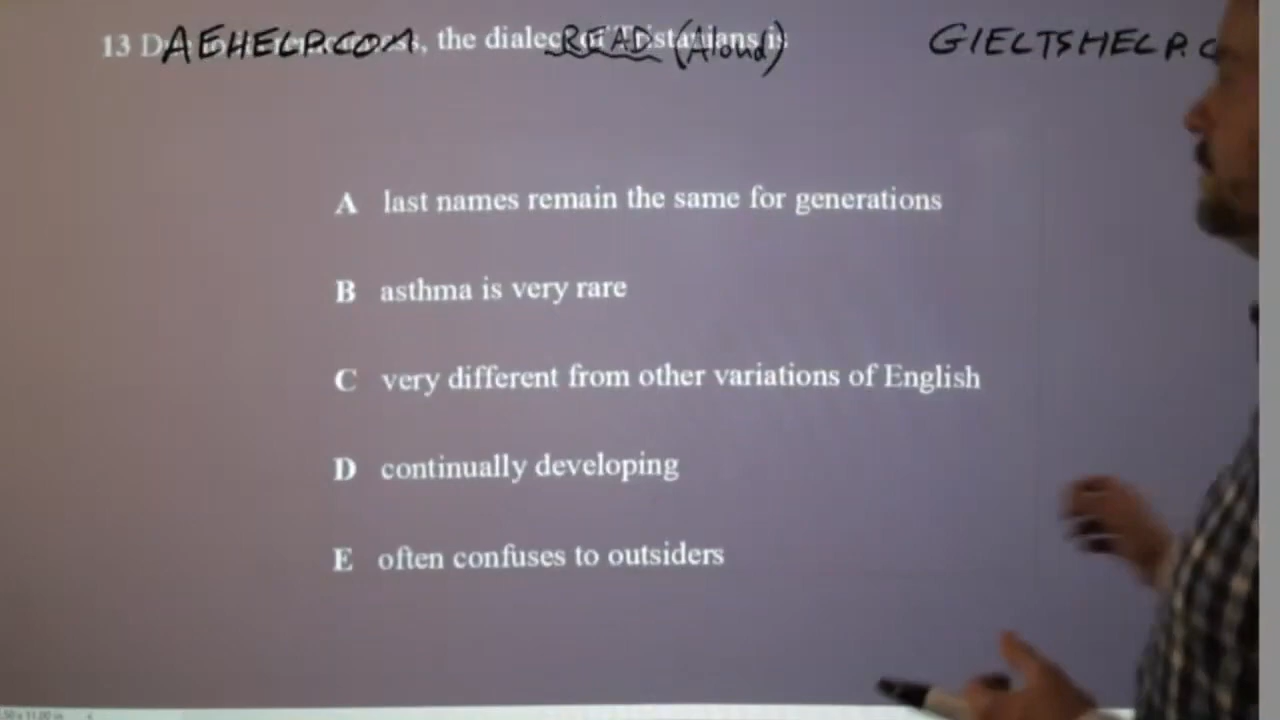 13 D AEHELP.COM , the dialect of Tristanians is
READ (Aloud)
GIELTSHELP.C
A last names remain the same for generations
B asthma is very rare
C very different from other variations of English
D continually developing
E often confuses to outsiders